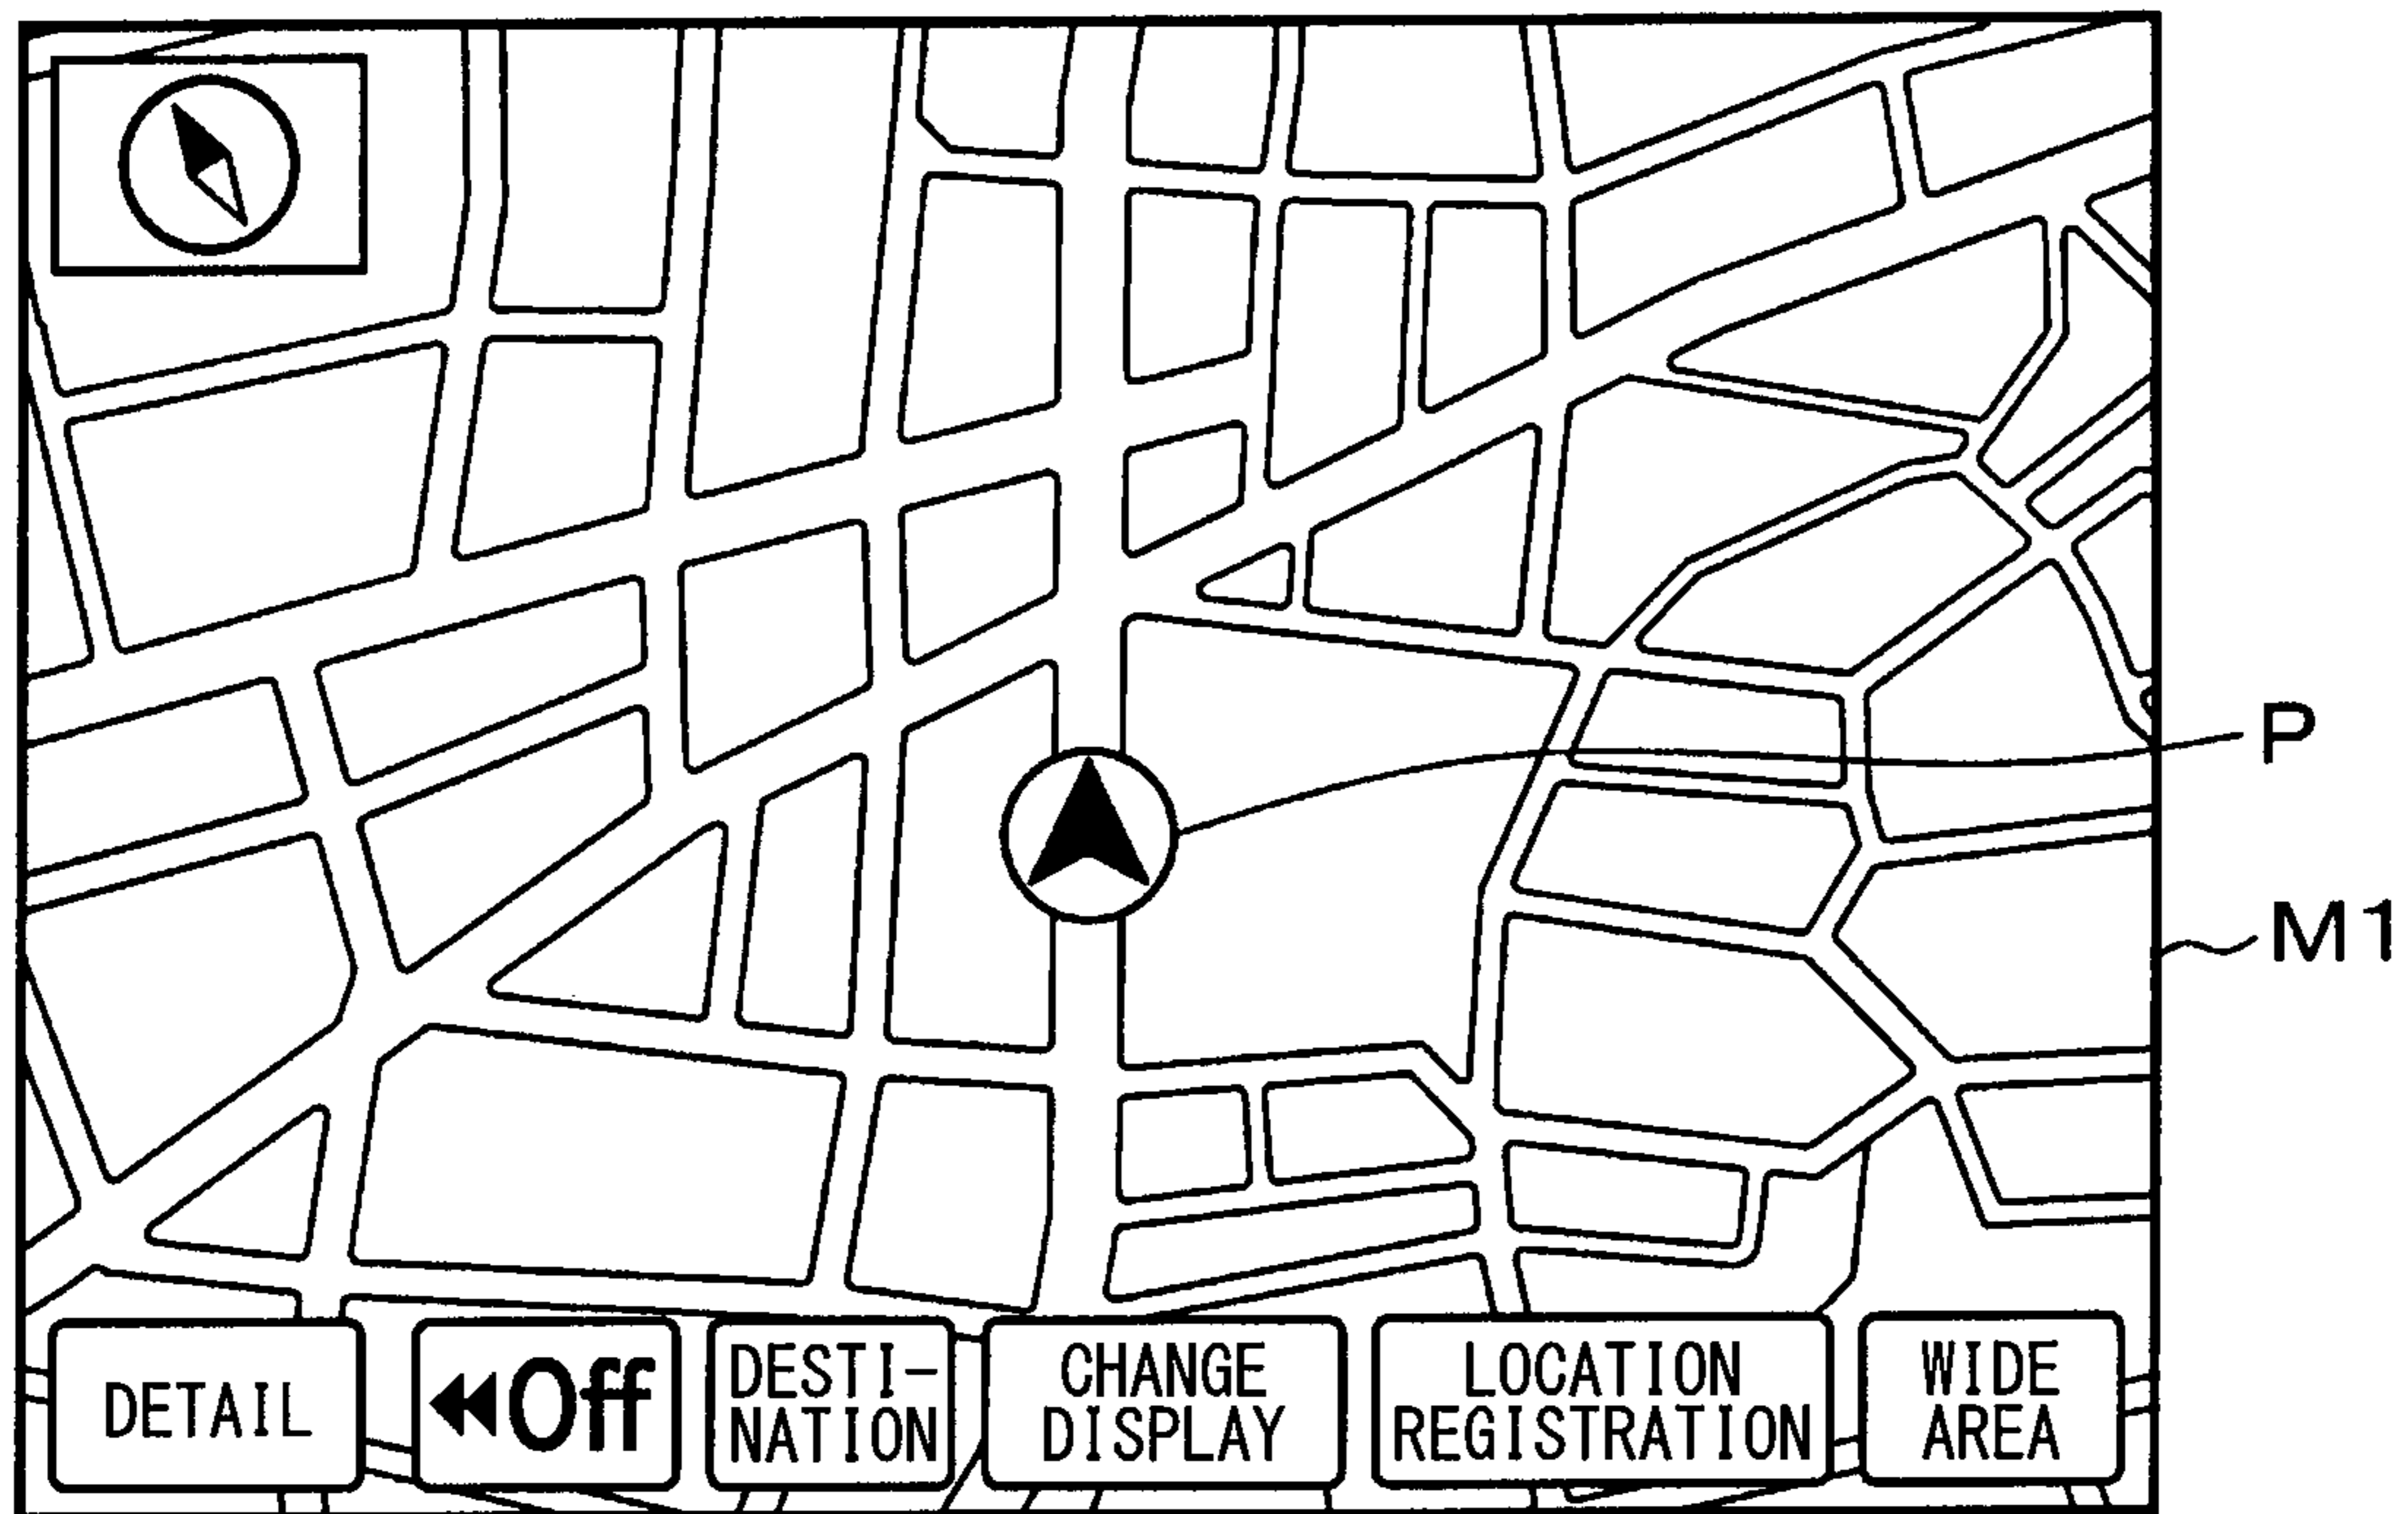 P
M1
DETAIL
Off
DESTI-
NATION
CHANGE
DISPLAY
LOCATION
REGISTRATION
WIDE
AREA